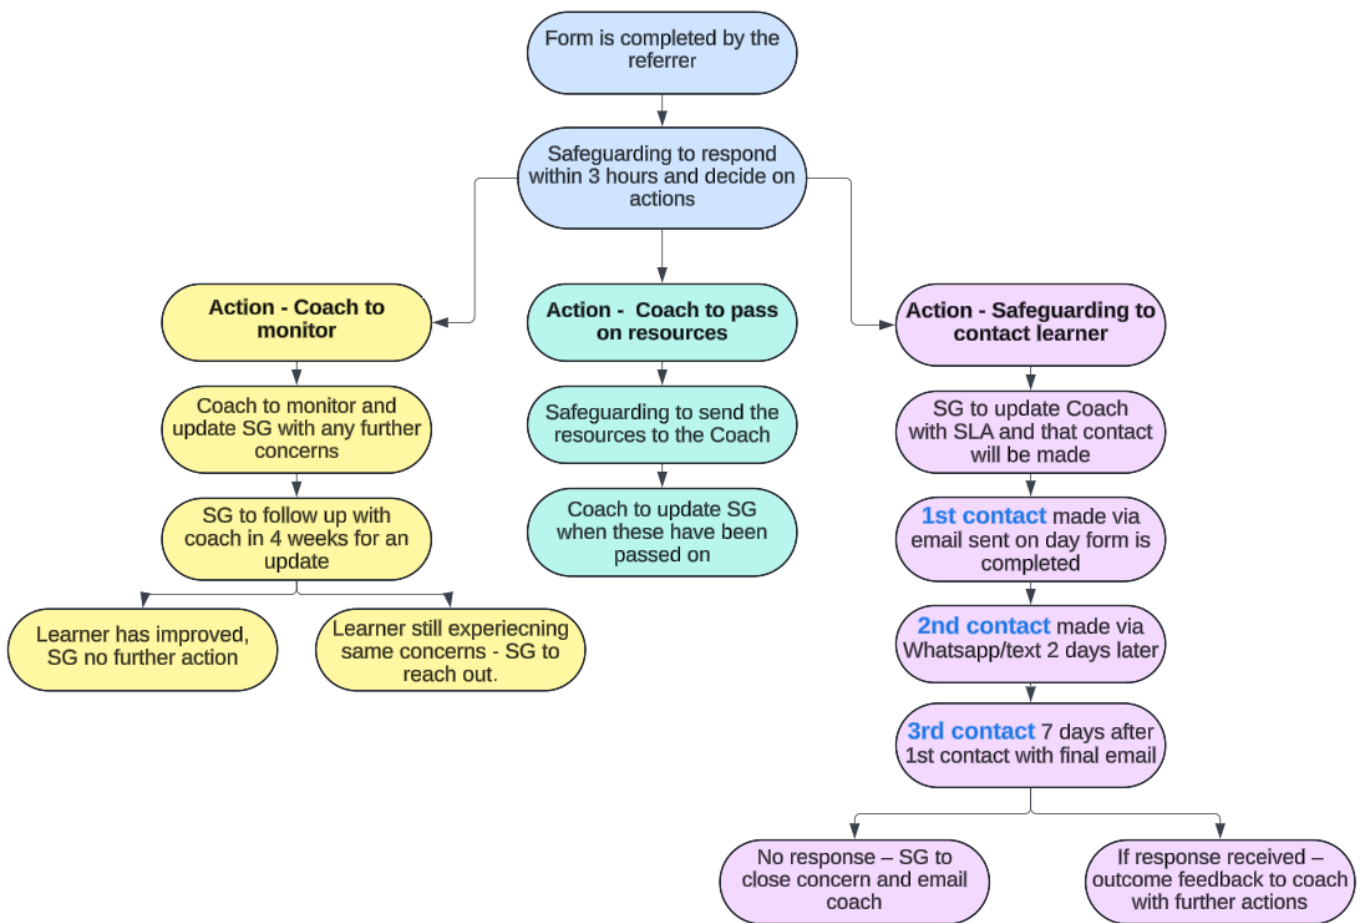 Form is completed by the
referrer
Safeguarding to respond
within 3 hours and decide on
actions
Action - Coach to
monitor
Action -  Coach to pass
on resources
Action - Safeguarding to
contact learner
Coach to monitor and
update SG with any further
concerns
Safeguarding to send the
resources to the Coach
SG to update Coach
with SLA and that contact
will be made
SG to follow up with
coach in 4 weeks for an
update
Coach to update SG
when these have been
passed on
1st contact made via
email sent on day form is
completed
Learner has improved,
SG no further action
Learner still experiecning
same concerns - SG to
reach out.
2nd contact made via
Whatsapp/text 2 days later
3rd contact 7 days after
1st contact with final email
No response – SG to
close concern and email
coach
If response received –
outcome feedback to coach
with further actions